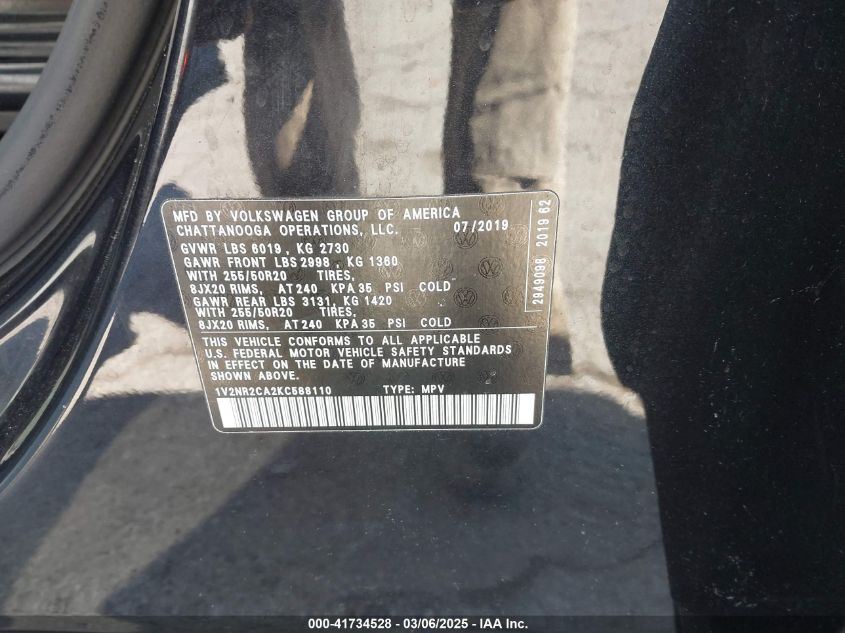 MFD BY VOLKSWAGEN GROUP OF AMERICA
CHATTANOOGA OPERATIONS, LLC. 07/2019
GVWR LBS 6019, KG 2730
GAWR FRONT LBS 2998, KG 1360
WITH 255/50R20 TIRES,
8JX20 RIMS, AT 240 KPA 35 PSI COLD
GAWR REAR LBS 3131, KG 1420
WITH 255/50R20 TIRES,
8JX20 RIMS, AT 240 KPA 35 PSI COLD
THIS VEHICLE CONFORMS TO ALL APPLICABLE
U.S. FEDERAL MOTOR VEHICLE SAFETY STANDARDS
IN EFFECT ON THE DATE OF MANUFACTURE
SHOWN ABOVE.
1V2NR2CA2KC588110 TYPE: MPV
2949098 2019 62
000-41734528 - 03/06/2025 - IAA Inc.